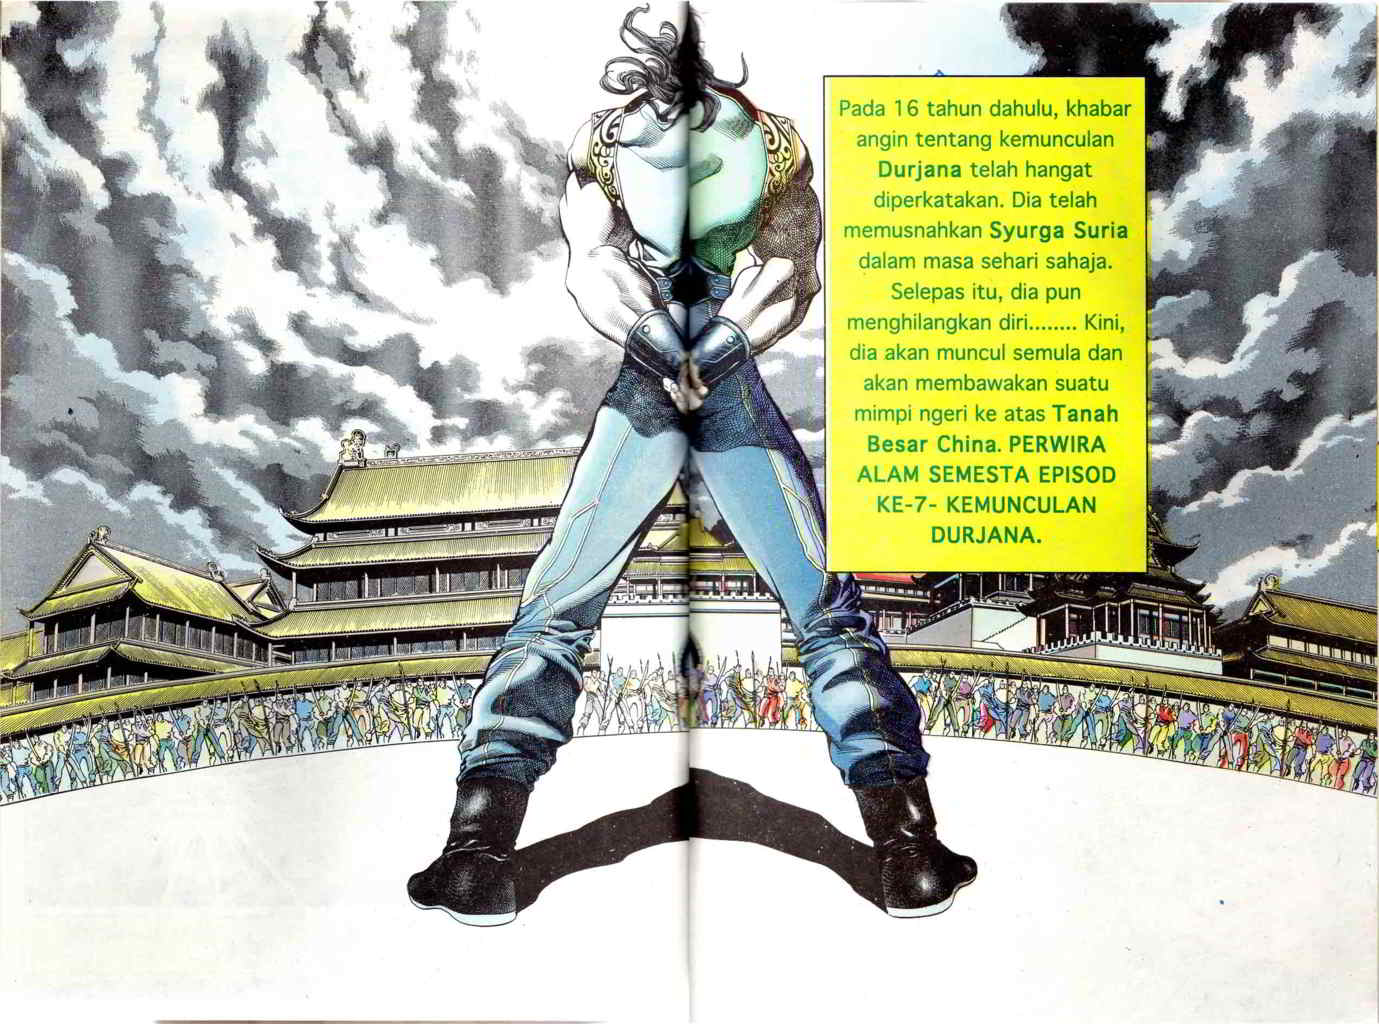 Pada 16 tahun dahulu, khabar
angin tentang kemunculan
Durjana telah hangat
diperkatakan. Dia telah
memusnahkan Syurga Suria
dalam masa sehari sahaja.
Selepas itu, dia pun
menghilangkan diri........ Kini,
dia akan muncul semula dan
akan membawakan suatu
mimpi ngeri ke atas Tanah
Besar China. PERWIRA
ALAM SEMESTA EPISOD
KE-7- KEMUNCULAN
DURJANA.